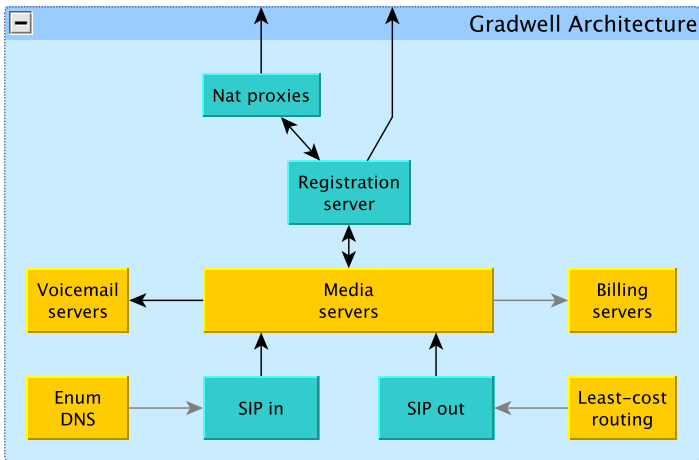 Gradwell Architecture
Nat proxies
Registration
server
Voicemail
servers
Media
servers
Billing
servers
Enum
DNS
SIP in
SIP out
Least-cost
routing